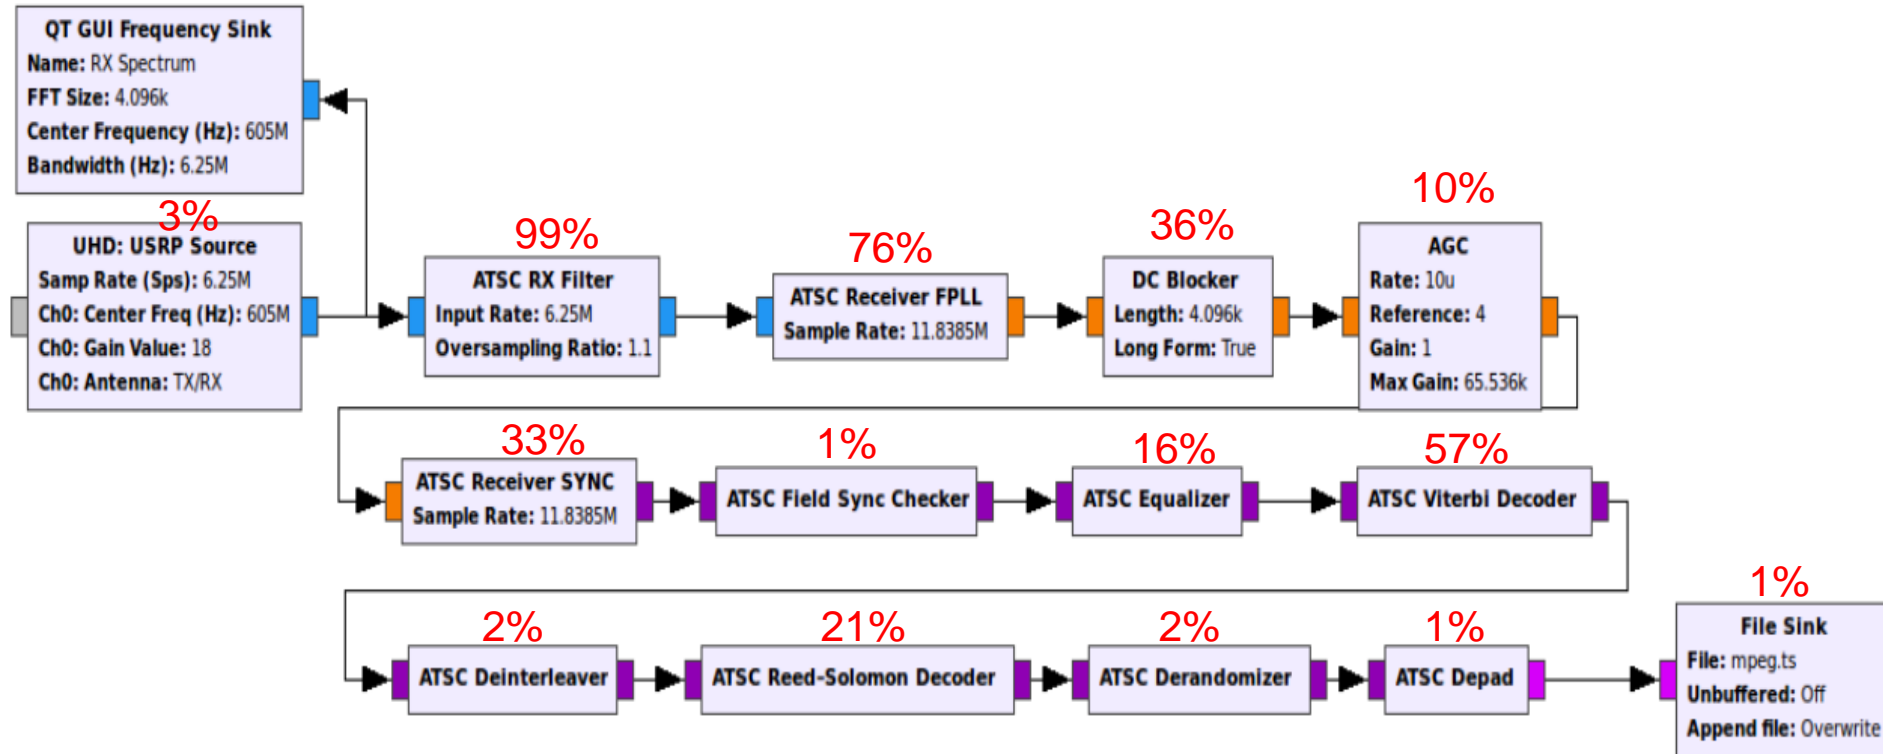 QT GUI Frequency Sink
Name: RX Spectrum
FFT Size: 4.096k
Center Frequency (Hz): 605M
Bandwidth (Hz): 6.25M
3%
UHD: USRP Source
Samp Rate (Sps): 6.25M
Ch0: Center Freq (Hz): 605M
Ch0: Gain Value: 18
Ch0: Antenna: TX/RX
99%
ATSC RX Filter
Input Rate: 6.25M
Oversampling Ratio: 1.1
76%
ATSC Receiver FPLL
Sample Rate: 11.8385M
36%
DC Blocker
Length: 4.096k
Long Form: True
10%
AGC
Rate: 10u
Reference: 4
Gain: 1
Max Gain: 65.536k
33%
ATSC Receiver SYNC
Sample Rate: 11.8385M
1%
ATSC Field Sync Checker
16%
ATSC Equalizer
57%
ATSC Viterbi Decoder
2%
ATSC Deinterleaver
21%
ATSC Reed-Solomon Decoder
2%
ATSC Derandomizer
1%
ATSC Depad
1%
File Sink
File: mpeg.ts
Unbuffered: Off
Append file: Overwrite